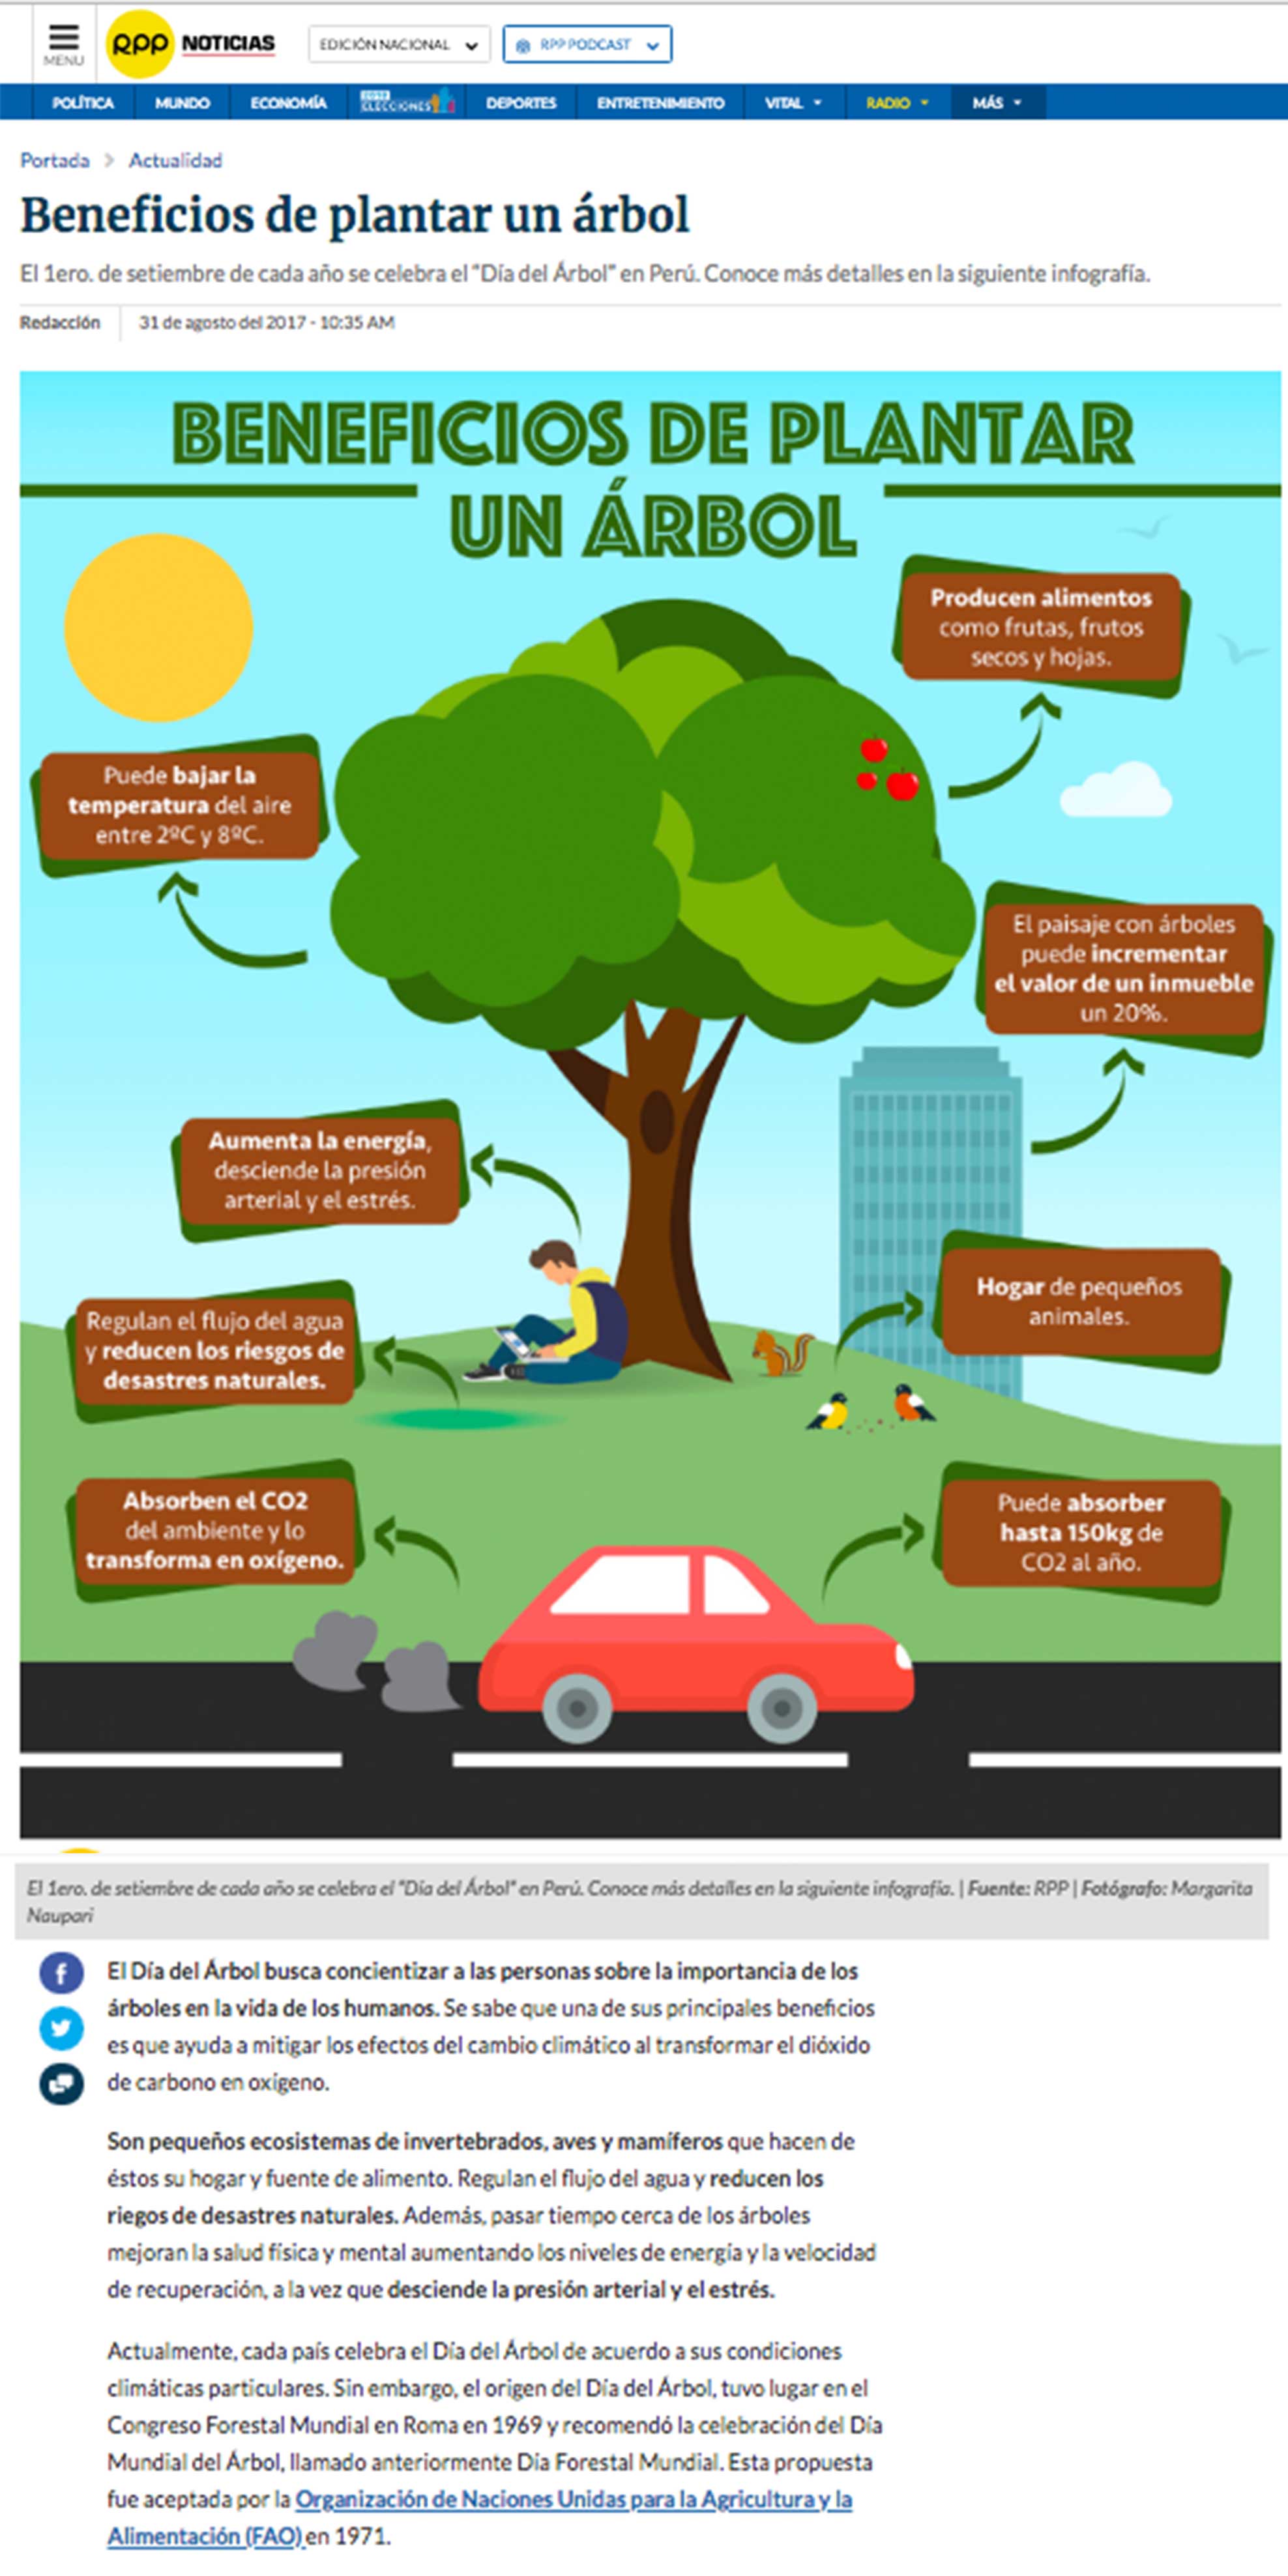 MENU
RPP NOTICIAS
EDICIÓN NACIONAL
RPP PODCAST
POLÍTICA
MUNDO
ECONOMÍA
2018 ELECCIONES
DEPORTES
ENTRETENIMIENTO
VITAL
RADIO
MÁS
Portada > Actualidad
Beneficios de plantar un árbol
El 1ero. de setiembre de cada año se celebra el "Día del Árbol" en Perú. Conoce más detalles en la siguiente infografía.
Redacción
31 de agosto del 2017 - 10:35 AM
BENEFICIOS DE PLANTAR
UN ÁRBOL
Producen alimentos
como frutas, frutos
secos y hojas.
Puede bajar la
temperatura del aire
entre 2ºC y 8ºC.
El paisaje con árboles
puede incrementar
el valor de un inmueble
un 20%.
Aumenta la energía,
desciende la presión
arterial y el estrés.
Hogar de pequeños
animales.
Regulan el flujo del agua
y reducen los riesgos de
desastres naturales.
Absorben el CO2
del ambiente y lo
transforma en oxígeno.
Puede absorber
hasta 150kg de
CO2 al año.
El 1ero. de setiembre de cada año se celebra el "Día del Árbol" en Perú. Conoce más detalles en la siguiente infografía. | Fuente: RPP | Fotógrafo: Margarita
Naupari
El Día del Árbol busca concientizar a las personas sobre la importancia de los
árboles en la vida de los humanos. Se sabe que una de sus principales beneficios
es que ayuda a mitigar los efectos del cambio climático al transformar el dióxido
de carbono en oxígeno.
Son pequeños ecosistemas de invertebrados, aves y mamíferos que hacen de
éstos su hogar y fuente de alimento. Regulan el flujo del agua y reducen los
riegos de desastres naturales. Además, pasar tiempo cerca de los árboles
mejoran la salud física y mental aumentando los niveles de energía y la velocidad
de recuperación, a la vez que desciende la presión arterial y el estrés.
Actualmente, cada país celebra el Día del Árbol de acuerdo a sus condiciones
climáticas particulares. Sin embargo, el origen del Día del Árbol, tuvo lugar en el
Congreso Forestal Mundial en Roma en 1969 y recomendó la celebración del Día
Mundial del Árbol, llamado anteriormente Día Forestal Mundial. Esta propuesta
fue aceptada por la Organización de Naciones Unidas para la Agricultura y la
Alimentación (FAO) en 1971.